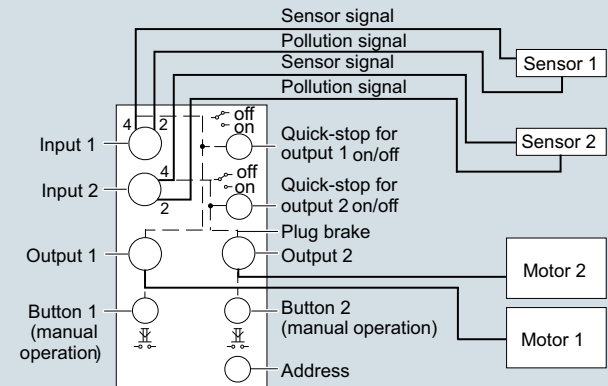 Sensor signal
Pollution signal
Sensor signal
Pollution signal
Sensor 1
Sensor 2
4 2
off
on
Input 1
Quick-stop for
output 1 on/off
4
off
on
Input 2
2
Quick-stop for
output 2 on/off
Plug brake
Output 1
Output 2
Motor 2
Button 1
(manual
operation)
Button 2
(manual operation)
Motor 1
Address